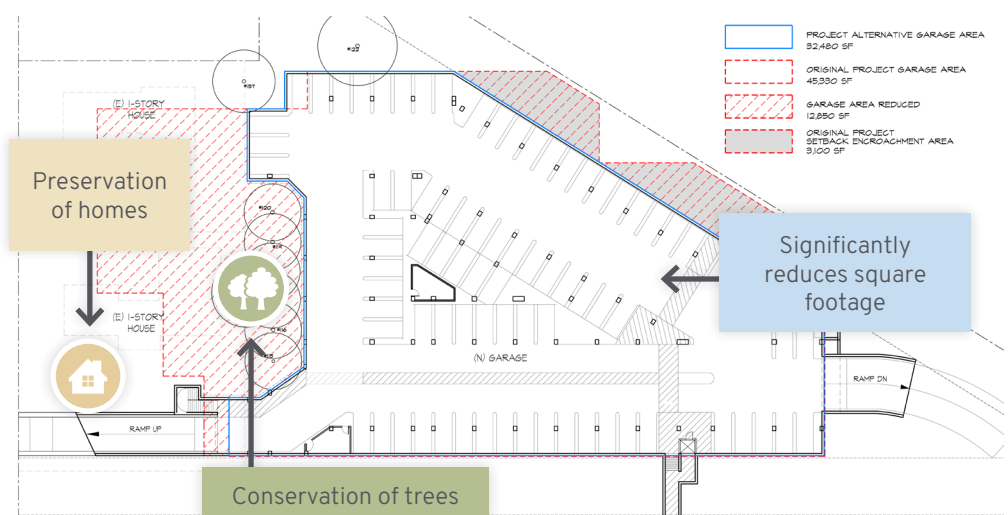 PROJECT ALTERNATIVE GARAGE AREA
32,480 SF
ORIGINAL PROJECT GARAGE AREA
45,330 SF
GARAGE AREA REDUCED
12,850 SF
ORIGINAL PROJECT
SETBACK ENCROACHMENT AREA
3,100 SF
(E) 1-STORY
HOUSE
Preservation
of homes
Significantly
reduces square
footage
(E) 1-STORY
HOUSE
(N) GARAGE
RAMP DN
RAMP UP
Conservation of trees